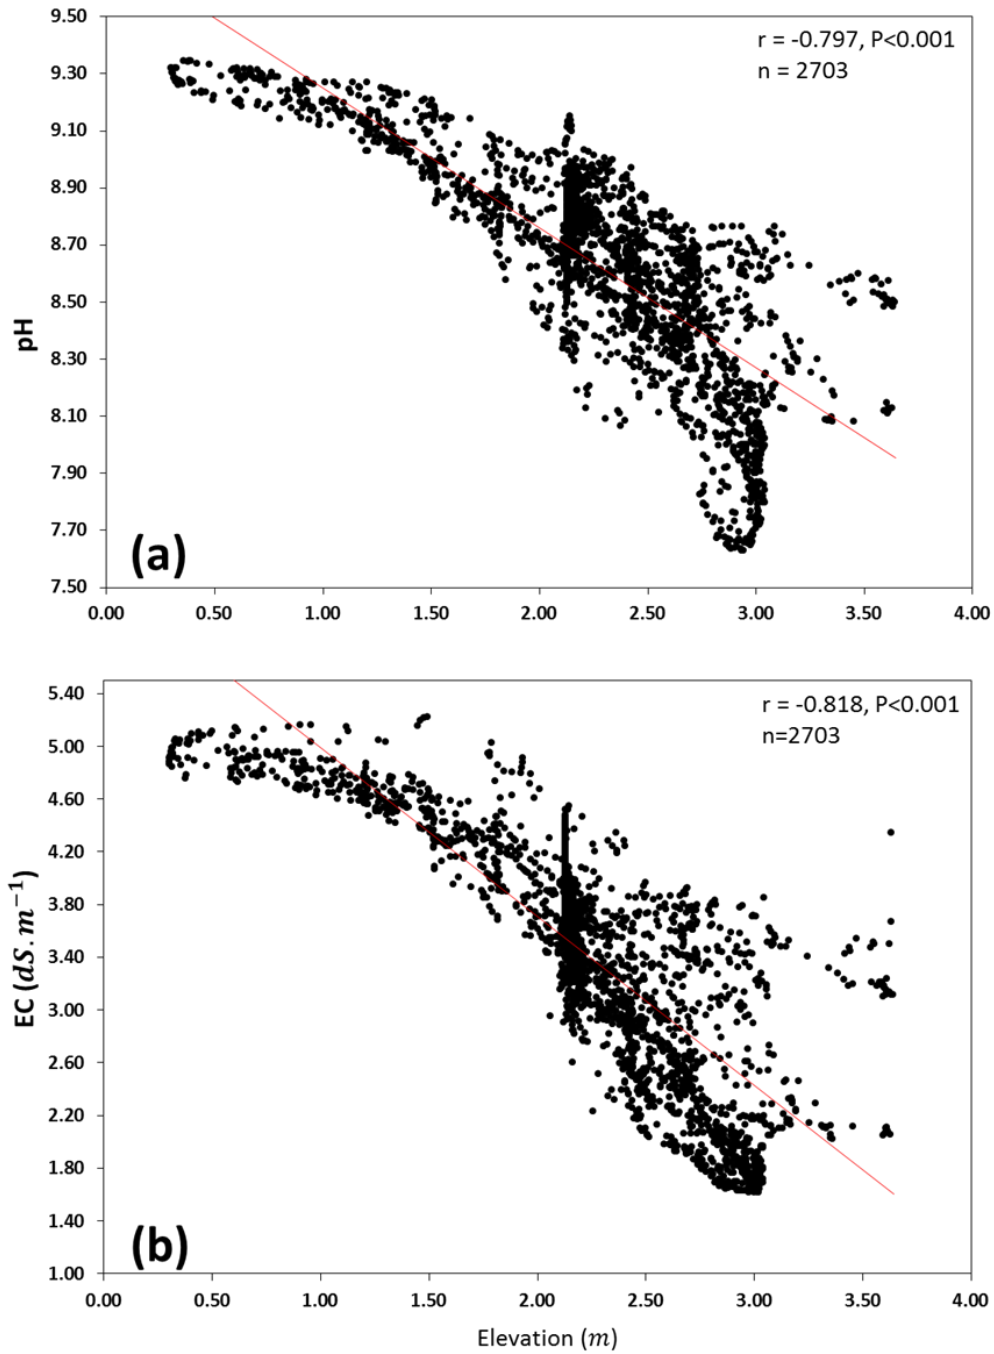 9.50
r = -0.797, P<0.001
n = 2703
9.30
9.10
8.90
8.70
8.50
8.30
8.10
7.90
7.70
7.50
pH
(a)
0.00 0.50 1.00 1.50 2.00 2.50 3.00 3.50 4.00
5.40
r = -0.818, P<0.001
n=2703
5.00
4.60
4.20
3.80
3.40
3.00
2.60
2.20
1.80
1.40
1.00
EC (dS.m⁻¹)
(b)
0.00 0.50 1.00 1.50 2.00 2.50 3.00 3.50 4.00
Elevation (m)